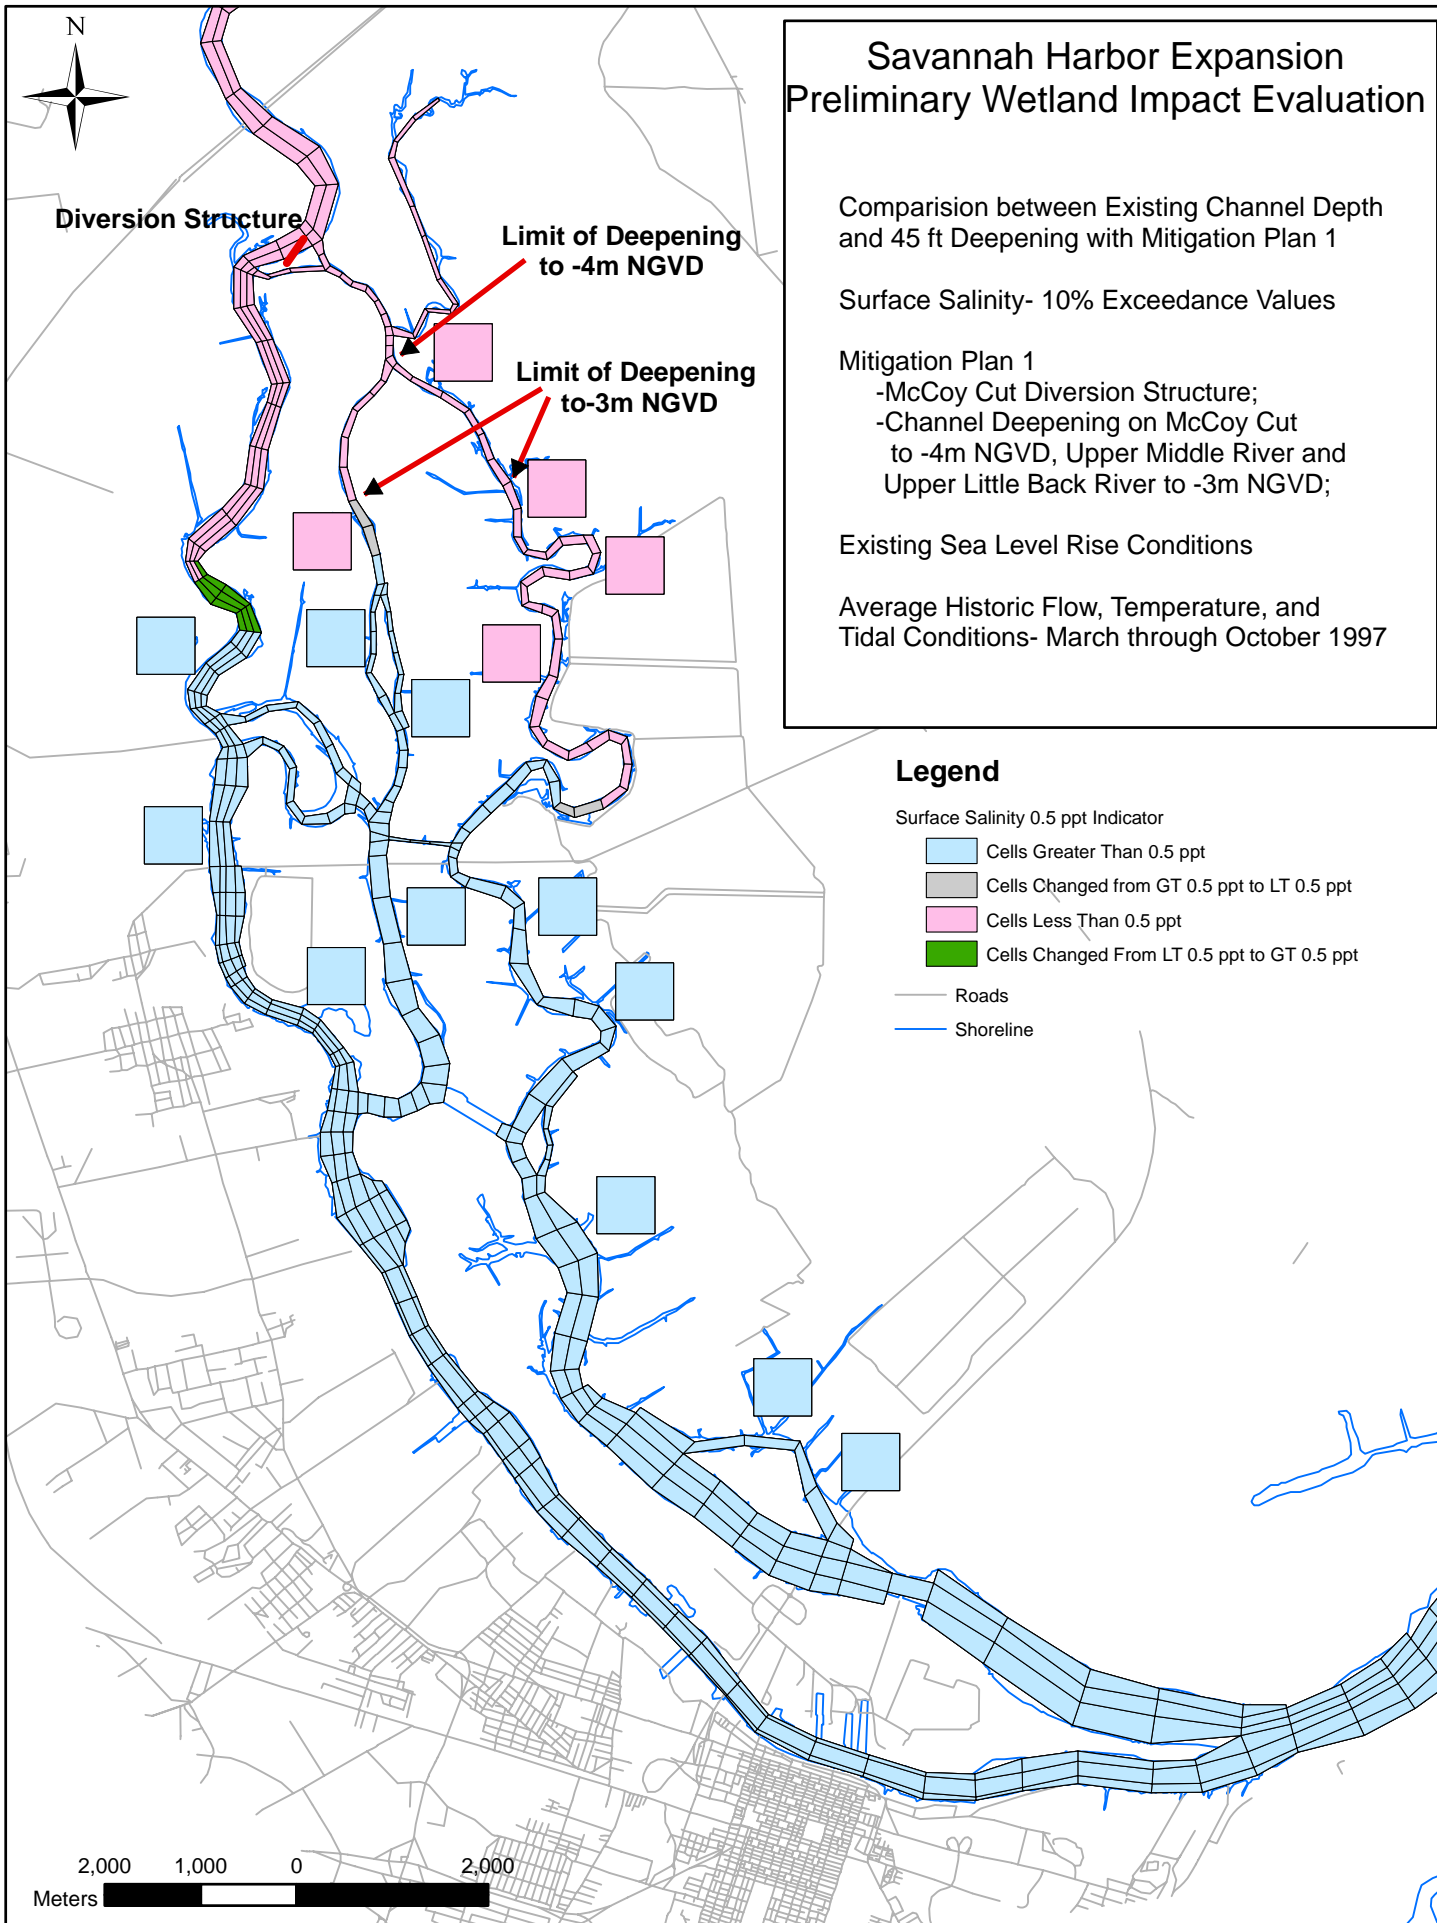 N
Savannah Harbor Expansion
Preliminary Wetland Impact Evaluation
Comparision between Existing Channel Depth
and 45 ft Deepening with Mitigation Plan 1
Surface Salinity- 10% Exceedance Values
Mitigation Plan 1
-McCoy Cut Diversion Structure;
-Channel Deepening on McCoy Cut
to -4m NGVD, Upper Middle River and
Upper Little Back River to -3m NGVD;
Existing Sea Level Rise Conditions
Average Historic Flow, Temperature, and
Tidal Conditions- March through October 1997
Diversion Structure
Limit of Deepening
to -4m NGVD
Limit of Deepening
to-3m NGVD
Legend
Surface Salinity 0.5 ppt Indicator
Cells Greater Than 0.5 ppt
Cells Changed from GT 0.5 ppt to LT 0.5 ppt
Cells Less Than 0.5 ppt
Cells Changed From LT 0.5 ppt to GT 0.5 ppt
Roads
Shoreline
2,000 1,000 0 2,000
Meters